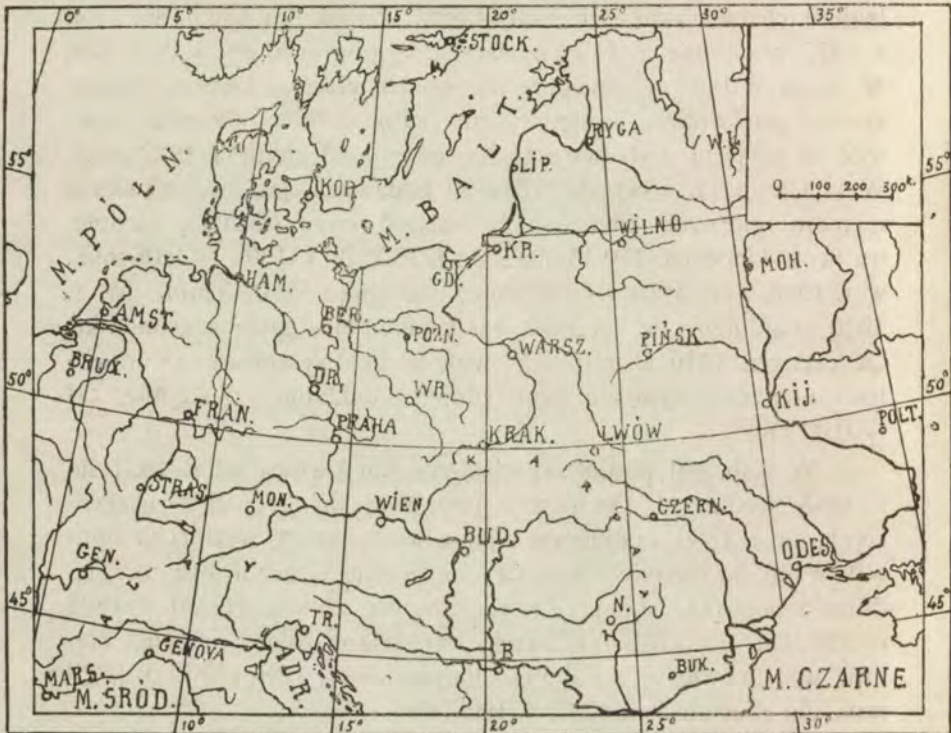 0° 5° 10° 15° 20° 25° 30° 35°
STOCK.
M. PÓŁN.
M. BAŁT.
RYGA
W.Ł.
LIP.
KOP.
55°
0 100 200 300 k.
55°
WILNO
KR.
GD.
HAM.
MOH.
AMST.
BER.
POZN.
WARSZ.
PIŃSK
BRUX.
DR.
WR.
50°
KIJ.
50°
FRAN.
PRAHA
KRAK.
LWÓW
POŁT.
K A
STRAS.
MON.
WIEN
CZERN.
BUD.
ODES.
GEN.
A L P Y
45°
N.
45°
TR.
GENOVA
ADR.
B.
BUK.
MARS.
M. ŚRÓD.
M. CZARNE
10° 15° 20° 25° 30°